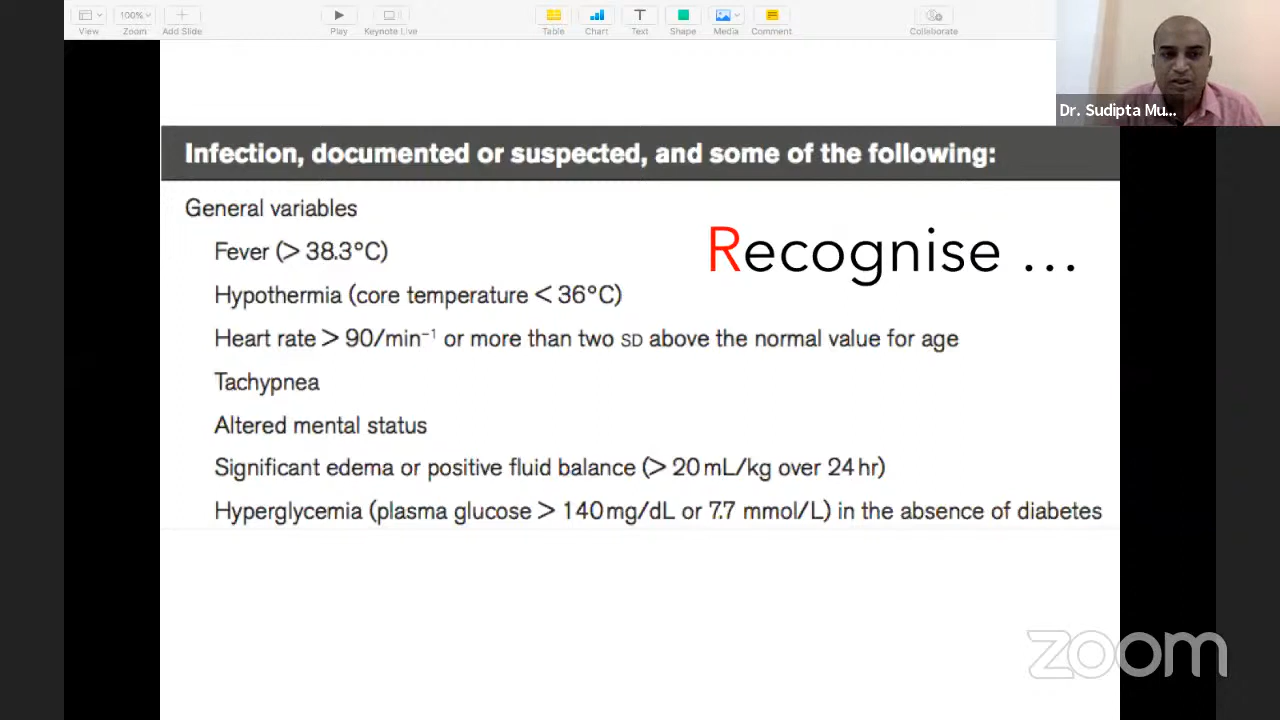 View
100%
Zoom
Add Slide
Play
Keynote Live
Table
Chart
Text
Shape
Media
Comment
Collaborate
Dr. Sudipta Mu...
Infection, documented or suspected, and some of the following:
General variables
Recognise ...
Fever (> 38.3°C)
Hypothermia (core temperature < 36°C)
Heart rate > 90/min⁻¹ or more than two SD above the normal value for age
Tachypnea
Altered mental status
Significant edema or positive fluid balance (> 20 mL/kg over 24 hr)
Hyperglycemia (plasma glucose > 140 mg/dL or 7.7 mmol/L) in the absence of diabetes
zoom